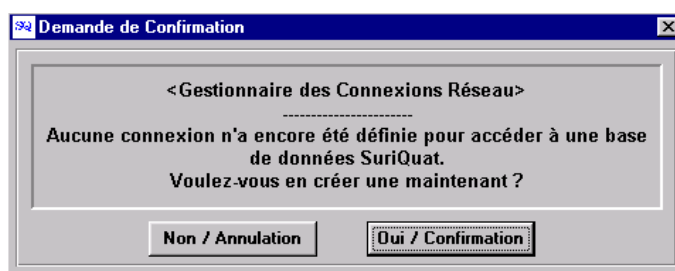 SQ Demande de Confirmation
<Gestionnaire des Connexions Réseau>
-----------------------
Aucune connexion n'a encore été définie pour accéder à une base
de données SuriQuat.
Voulez-vous en créer une maintenant ?
Non / Annulation
Oui / Confirmation